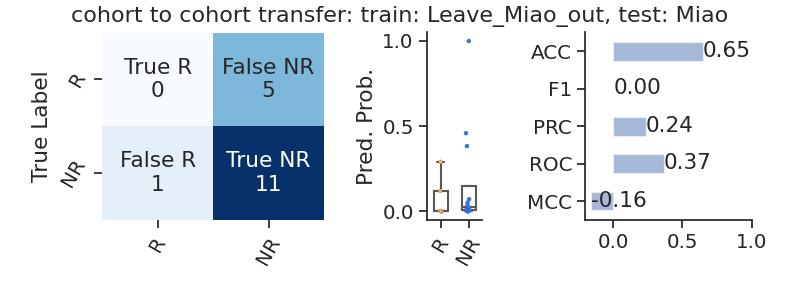 cohort to cohort transfer: train: Leave_Miao_out, test: Miao
True Label
R
NR
True R
0
False NR
5
False R
1
True NR
11
R
NR
Pred. Prob.
1.0
0.5
0.0
R
NR
ACC
0.65
F1
0.00
PRC
0.24
ROC
0.37
MCC
-0.16
0.0
0.5
1.0